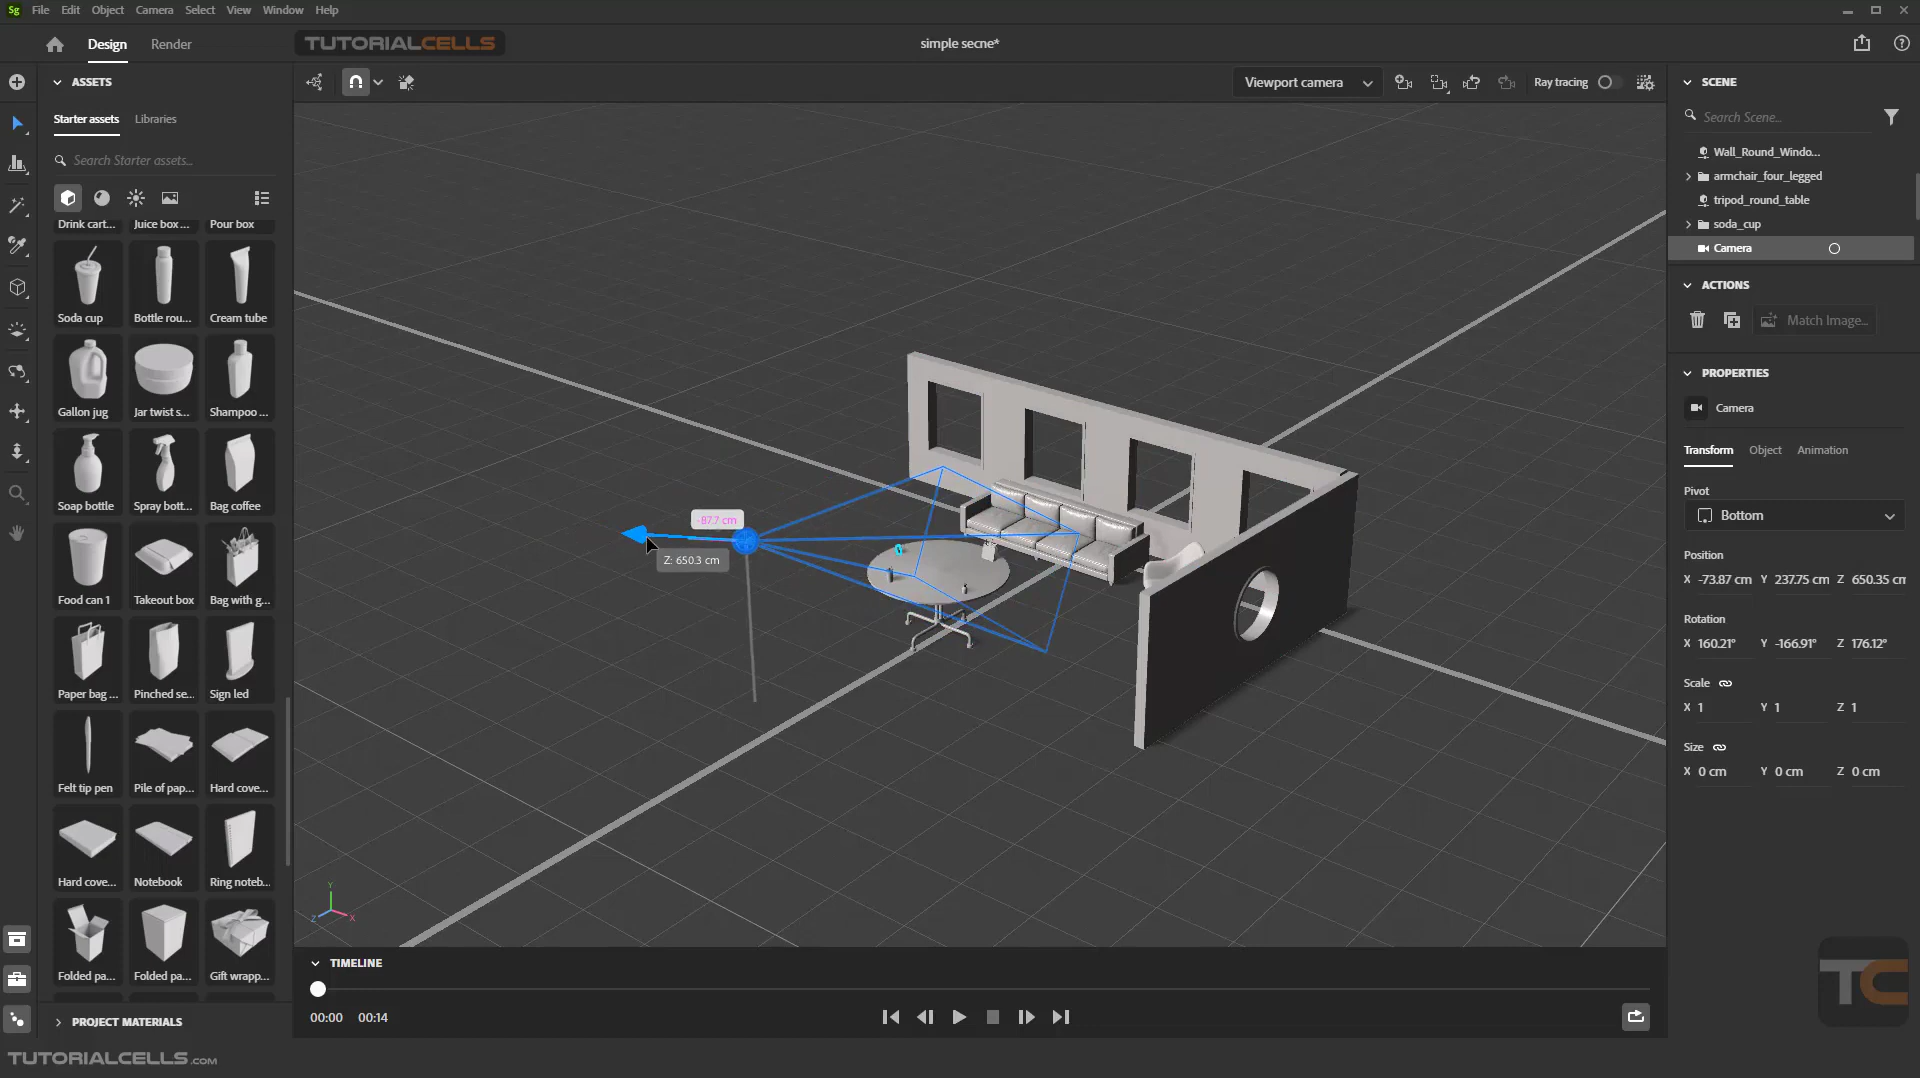 Sg File Edit Object Camera Select View Window Help
Design Render TUTORIALCELLS simple secne*
ASSETS
Starter assets Libraries
Search Starter assets...
Drink cart... Juice box ... Pour box
Soda cup Bottle rou... Cream tube
Gallon jug Jar twist s... Shampoo ...
Soap bottle Spray bott... Bag coffee
Food can 1 Takeout box Bag with g...
Paper bag ... Pinched se... Sign led
Felt tip pen Pile of pap... Hard cove...
Hard cove... Notebook Ring noteb...
Folded pa... Folded pa... Gift wrapp...
PROJECT MATERIALS
TUTORIALCELLS.COM
Viewport camera Ray tracing
-87.7 cm
Z: 650.3 cm
Y
Z X
TIMELINE
00:00 00:14
SCENE
Search Scene...
Wall_Round_Windo...
armchair_four_legged
tripod_round_table
soda_cup
Camera
ACTIONS
Match Image...
PROPERTIES
Camera
Transform Object Animation
Pivot
Bottom
Position
X -73.87 cm Y 237.75 cm Z 650.35 cm
Rotation
X 160.21° Y -166.91° Z 176.12°
Scale
X 1 Y 1 Z 1
Size
X 0 cm Y 0 cm Z 0 cm
TC